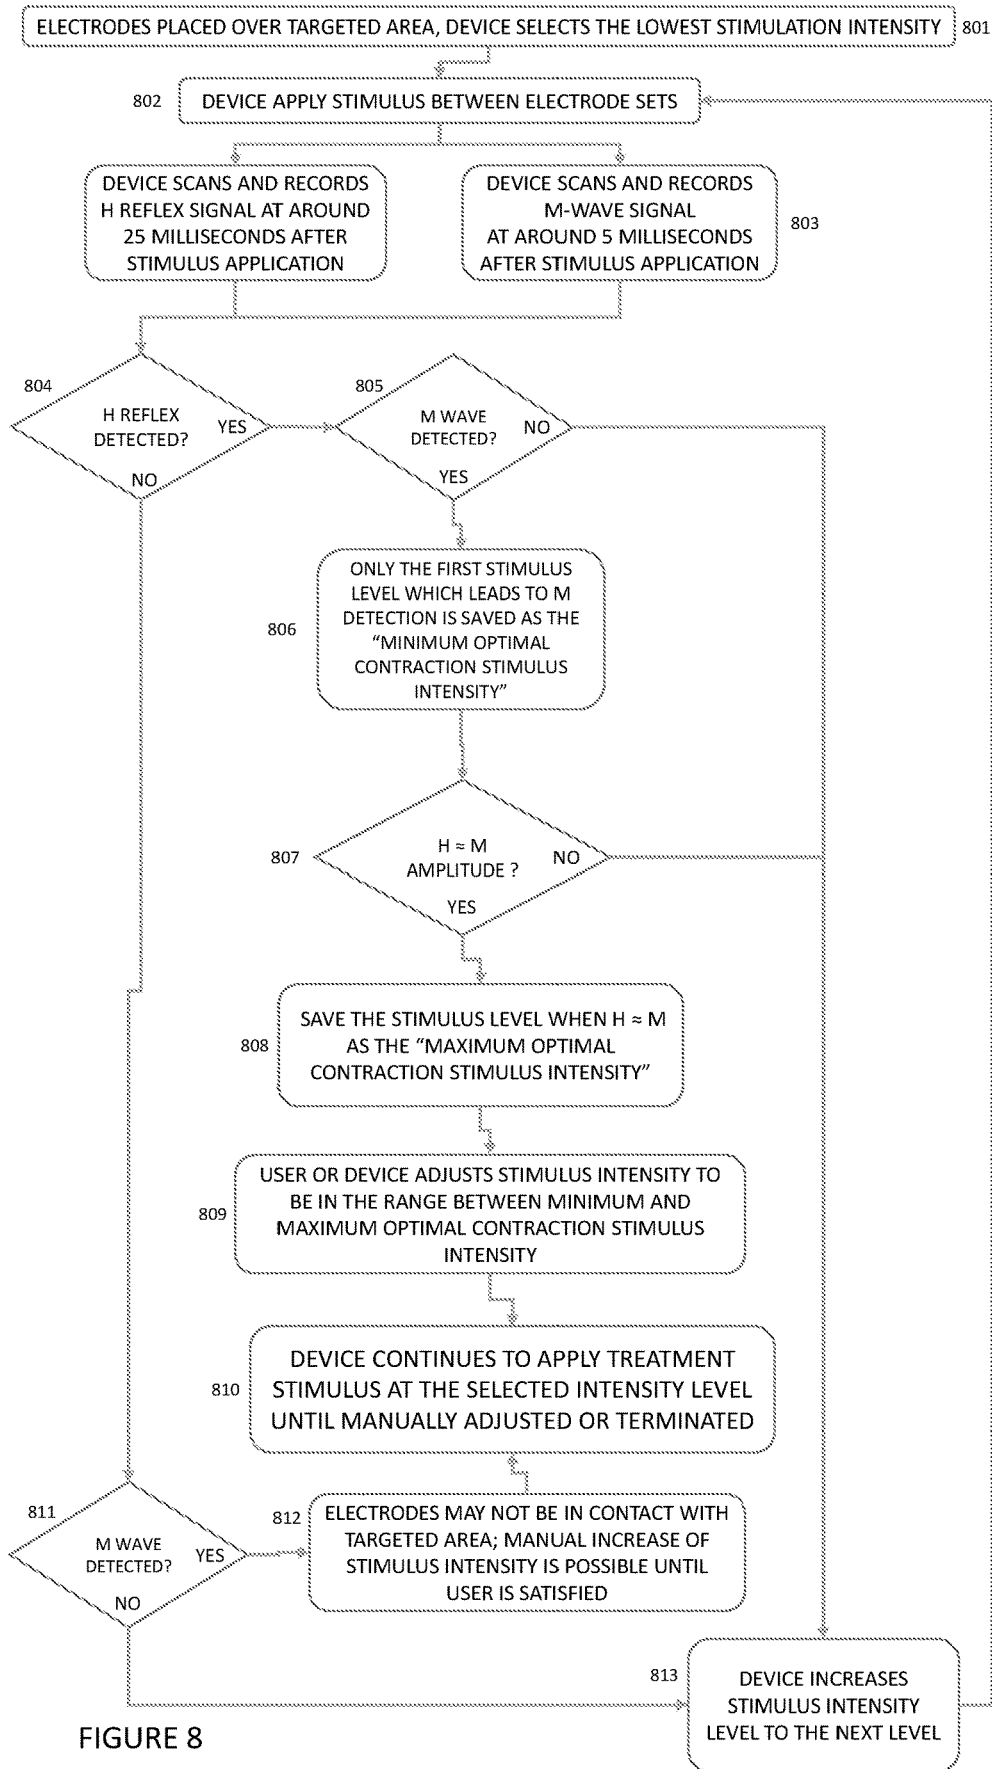 ELECTRODES PLACED OVER TARGETED AREA, DEVICE SELECTS THE LOWEST STIMULATION INTENSITY
801
802
DEVICE APPLY STIMULUS BETWEEN ELECTRODE SETS
DEVICE SCANS AND RECORDS
H REFLEX SIGNAL AT AROUND
25 MILLISECONDS AFTER
STIMULUS APPLICATION
DEVICE SCANS AND RECORDS
M-WAVE SIGNAL
AT AROUND 5 MILLISECONDS
AFTER STIMULUS APPLICATION
803
804
H REFLEX
DETECTED?
YES
NO
805
M WAVE
DETECTED?
NO
YES
806
ONLY THE FIRST STIMULUS
LEVEL WHICH LEADS TO M
DETECTION IS SAVED AS THE
“MINIMUM OPTIMAL
CONTRACTION STIMULUS
INTENSITY”
807
H ≈ M
AMPLITUDE ?
NO
YES
808
SAVE THE STIMULUS LEVEL WHEN H ≈ M
AS THE “MAXIMUM OPTIMAL
CONTRACTION STIMULUS INTENSITY”
809
USER OR DEVICE ADJUSTS STIMULUS INTENSITY TO
BE IN THE RANGE BETWEEN MINIMUM AND
MAXIMUM OPTIMAL CONTRACTION STIMULUS
INTENSITY
810
DEVICE CONTINUES TO APPLY TREATMENT
STIMULUS AT THE SELECTED INTENSITY LEVEL
UNTIL MANUALLY ADJUSTED OR TERMINATED
811
M WAVE
DETECTED?
YES
NO
812
ELECTRODES MAY NOT BE IN CONTACT WITH
TARGETED AREA; MANUAL INCREASE OF
STIMULUS INTENSITY IS POSSIBLE UNTIL
USER IS SATISFIED
813
DEVICE INCREASES
STIMULUS INTENSITY
LEVEL TO THE NEXT LEVEL
FIGURE 8